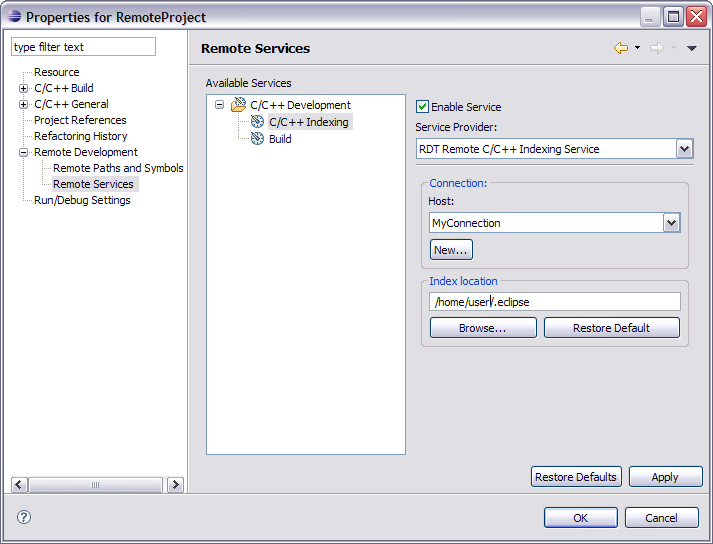 Properties for RemoteProject
type filter text
Resource
C/C++ Build
C/C++ General
Project References
Refactoring History
Remote Development
Remote Paths and Symbols
Remote Services
Run/Debug Settings
Remote Services
Available Services
C/C++ Development
C/C++ Indexing
Build
Enable Service
Service Provider:
RDT Remote C/C++ Indexing Service
Connection:
Host:
MyConnection
New...
Index location
/home/user/.eclipse
Browse...
Restore Default
Restore Defaults
Apply
?
OK
Cancel